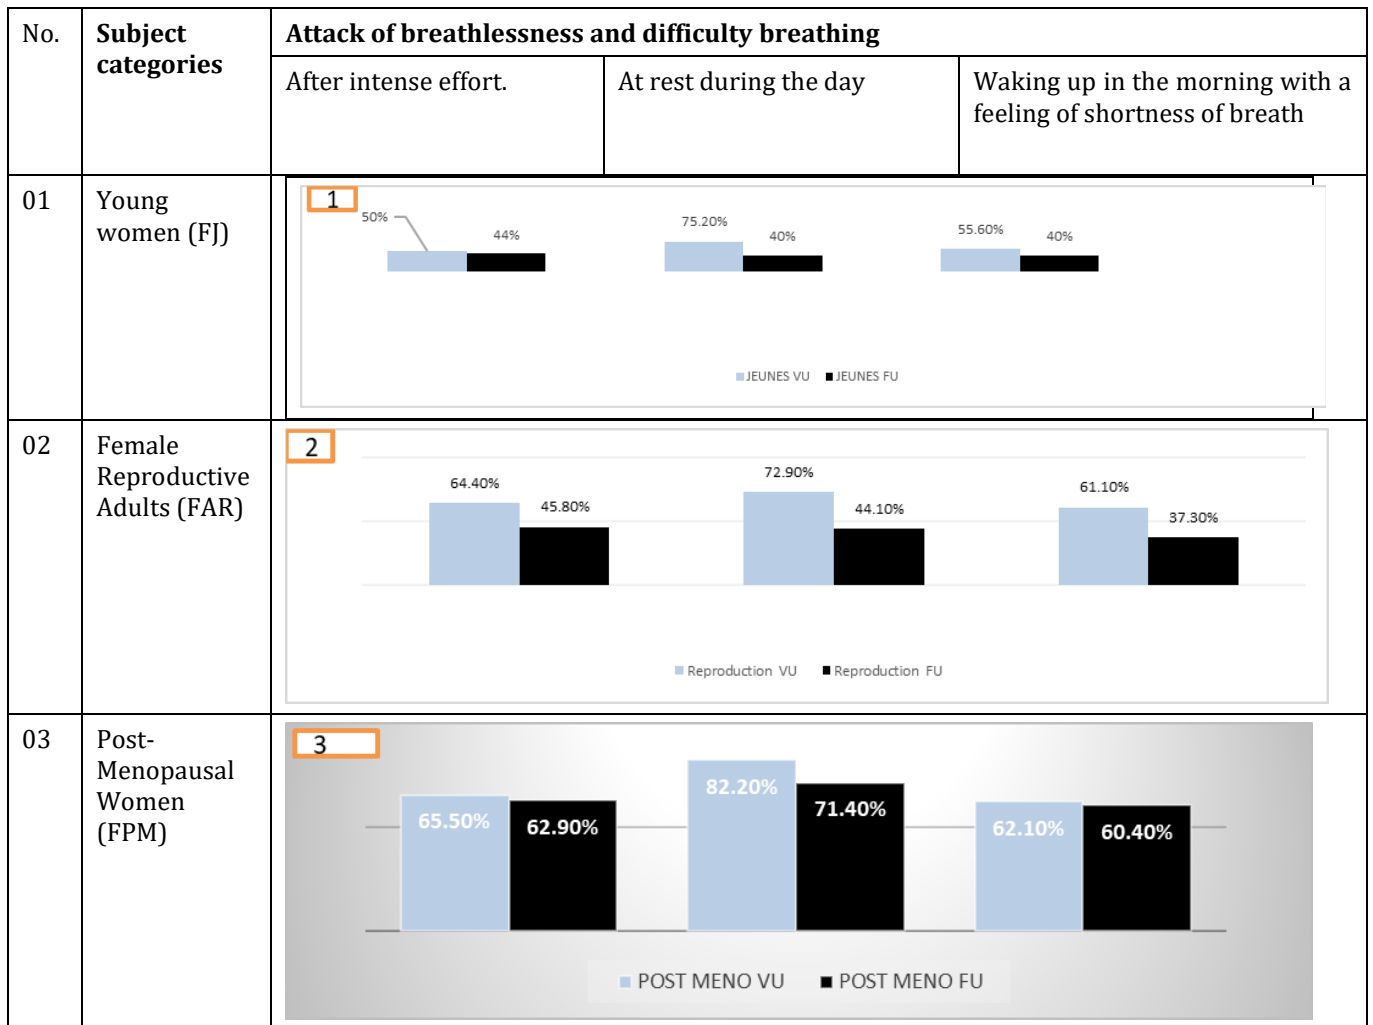 No.
Subject
categories
Attack of breathlessness and difficulty breathing
After intense effort.
At rest during the day
Waking up in the morning with a
feeling of shortness of breath
01
Young
women (FJ)
1
50%
44%
75.20%
40%
55.60%
40%
JEUNES VU
JEUNES FU
02
Female
Reproductive
Adults (FAR)
2
64.40%
45.80%
72.90%
44.10%
61.10%
37.30%
Reproduction VU
Reproduction FU
03
Post-
Menopausal
Women
(FPM)
3
65.50%
62.90%
82.20%
71.40%
62.10%
60.40%
POST MENO VU
POST MENO FU